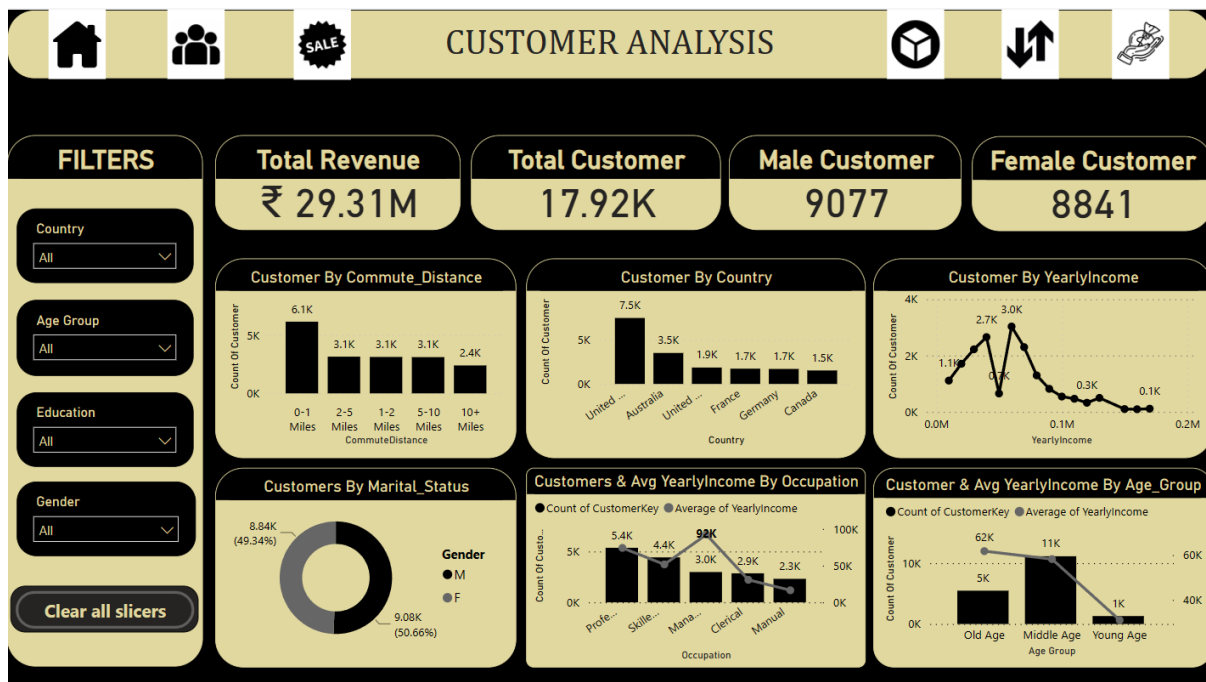 SALE
CUSTOMER ANALYSIS
FILTERS
Country
All
Age Group
All
Education
All
Gender
All
Clear all slicers
Total Revenue
₹ 29.31M
Total Customer
17.92K
Male Customer
9077
Female Customer
8841
Customer By Commute_Distance
Count Of Customer
5K
0K
6.1K
3.1K
3.1K
3.1K
2.4K
0-1 Miles
2-5 Miles
1-2 Miles
5-10 Miles
10+ Miles
CommuteDistance
Customer By Country
Count Of Customer
5K
0K
7.5K
3.5K
1.9K
1.7K
1.7K
1.5K
United ...
Australia
United ...
France
Germany
Canada
Country
Customer By YearlyIncome
Count Of Customer
4K
2K
0K
1.1K
2.7K
0.7K
3.0K
0.3K
0.1K
0.0M
0.1M
0.2M
YearlyIncome
Customers By Marital_Status
8.84K
(49.34%)
9.08K
(50.66%)
Gender
M
F
Customers & Avg YearlyIncome By Occupation
Count of CustomerKey
Average of YearlyIncome
Count Of Custo...
5K
0K
5.4K
4.4K
92K
3.0K
2.9K
2.3K
100K
50K
0K
Profe...
Skille...
Mana...
Clerical
Manual
Occupation
Customer & Avg YearlyIncome By Age_Group
Count of CustomerKey
Average of YearlyIncome
Count Of Customer
10K
0K
62K
5K
11K
1K
60K
40K
Old Age
Middle Age
Young Age
Age Group